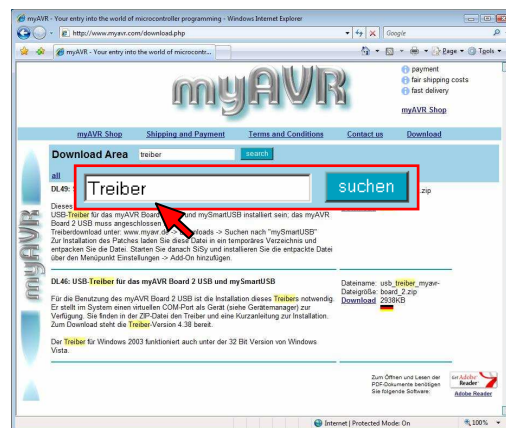 myAVR - Your entry into the world of microcontroller programming - Windows Internet Explorer
http://www.myavr.com/download.php
Google
myAVR - Your entry into the world of microcontr...
Page
Tools
myAVR
payment
fair shipping costs
fast delivery
myAVR Shop
myAVR Shop Shipping and Payment Terms and Conditions Contact us Download
Download Area treiber search
all
Treiber suchen
DL49:
.zip
Dieses
USB-Treiber für das myAVR Board und mySmartUSB installiert sein; das myAVR
Board 2 USB muss angeschlossen
Treiberdownload unter: www.myavr.de -> Downloads -> Suchen nach "mySmartUSB"
Zur Installation des Patches laden Sie diese Datei in ein temporäres Verzeichnis und
entpacken Sie die Datei. Starten Sie danach SiSy und installieren Sie die entpackte Datei
über den Menüpunkt Einstellungen -> Add-On hinzufügen.
DL46: USB-Treiber für das myAVR Board 2 USB und mySmartUSB
Für die Benutzung des myAVR Board 2 USB ist die Installation dieses Treibers notwendig.
Er stellt im System einen virtuellen COM-Port als Gerät (siehe Gerätemanager) zur
Verfügung. Sie finden in der ZIP-Datei den Treiber und eine Kurzanleitung zur Installation.
Zum Download steht die Treiber-Version 4.38 bereit.
Der Treiber für Windows 2003 funktioniert auch unter der 32 Bit Version von Windows
Vista.
Dateiname: usb_treiber_myavr-
board_2.zip
Dateigröße: 2938KB
Download
myAVR
Zum Öffnen und Lesen der
PDF-Dokumente benötigen
Sie folgende Software:
Get Adobe
Reader
Adobe Reader
Internet | Protected Mode: On
100%